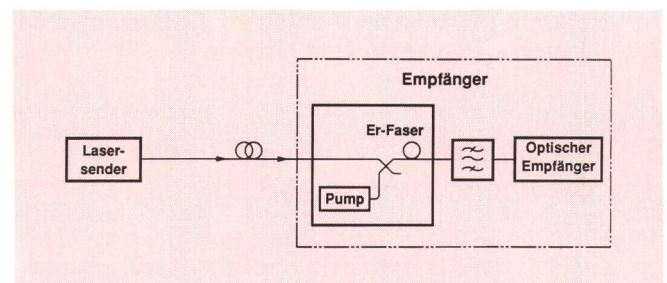 Empfänger
Er-Faser
Laser-
sender
Optischer
Empfänger
Pump